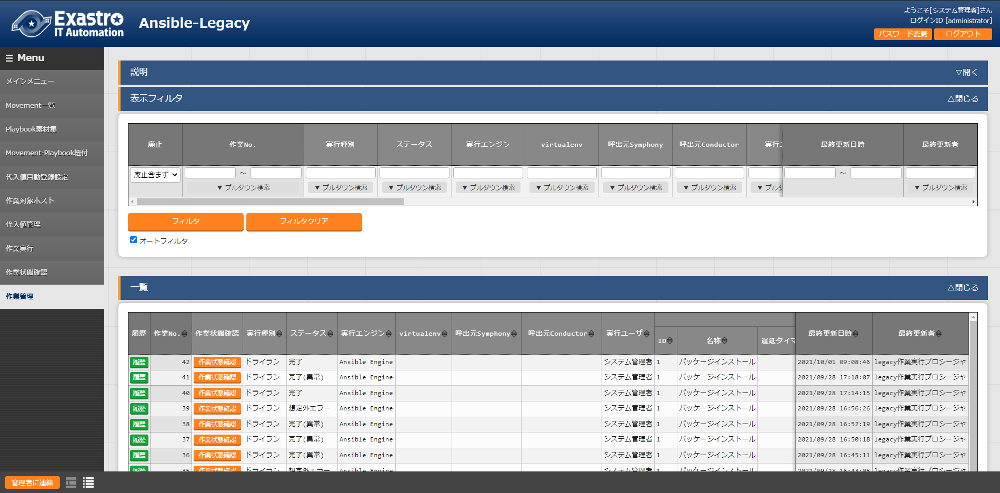 Exastro
IT Automation
Ansible-Legacy
ようこそ[システム管理者]さん
ログインID [administrator]
パスワード変更 ログアウト
Menu
メインメニュー
Movement一覧
Playbook素材集
Movement-Playbook紐付
代入値自動登録設定
作業対象ホスト
代入値管理
作業実行
作業状態確認
作業管理
説明 ▽開く
表示フィルタ △閉じる
廃止 作業No. 実行種別 ステータス 実行エンジン virtualenv 呼出元Symphony 呼出元Conductor 実行 最終更新日時 最終更新者
廃止含まず ～ ～
▼ プルダウン検索 ▼ プルダウン検索 ▼ プルダウン検索 ▼ プルダウン検索 ▼ プルダウン検索 ▼ プルダウン検索 ▼ プルダウン検索 ▼ プルダ ▼ プルダウン検索
フィルタ フィルタクリア
オートフィルタ
一覧 △閉じる
履歴 作業No. 作業状態確認 実行種別 ステータス 実行エンジン virtualenv 呼出元Symphony 呼出元Conductor 実行ユーザ ID 名称 遅延タイマ 最終更新日時 最終更新者
履歴 42 作業状態確認 ドライラン 完了 Ansible Engine システム管理者 1 パッケージインストール 2021/10/01 09:08:46 legacy作業実行プロシージャ
履歴 41 作業状態確認 ドライラン 完了(異常) Ansible Engine システム管理者 1 パッケージインストール 2021/09/28 17:18:07 legacy作業実行プロシージャ
履歴 40 作業状態確認 ドライラン 完了 Ansible Engine システム管理者 1 パッケージインストール 2021/09/28 17:14:15 legacy作業実行プロシージャ
履歴 39 作業状態確認 ドライラン 想定外エラー Ansible Engine システム管理者 1 パッケージインストール 2021/09/28 16:56:26 legacy作業実行プロシージャ
履歴 38 作業状態確認 ドライラン 完了(異常) Ansible Engine システム管理者 1 パッケージインストール 2021/09/28 16:52:19 legacy作業実行プロシージャ
履歴 37 作業状態確認 ドライラン 完了(異常) Ansible Engine システム管理者 1 パッケージインストール 2021/09/28 16:50:18 legacy作業実行プロシージャ
履歴 36 作業状態確認 ドライラン 完了(異常) Ansible Engine システム管理者 1 パッケージインストール 2021/09/28 16:45:11 legacy作業実行プロシージャ
履歴 35 作業状態確認 ドライラン 想定外エラー Ansible Engine システム管理者 1 パッケージインストール 2021/09/28 16:43:05 legacy作業実行プロシージャ
管理者に連絡